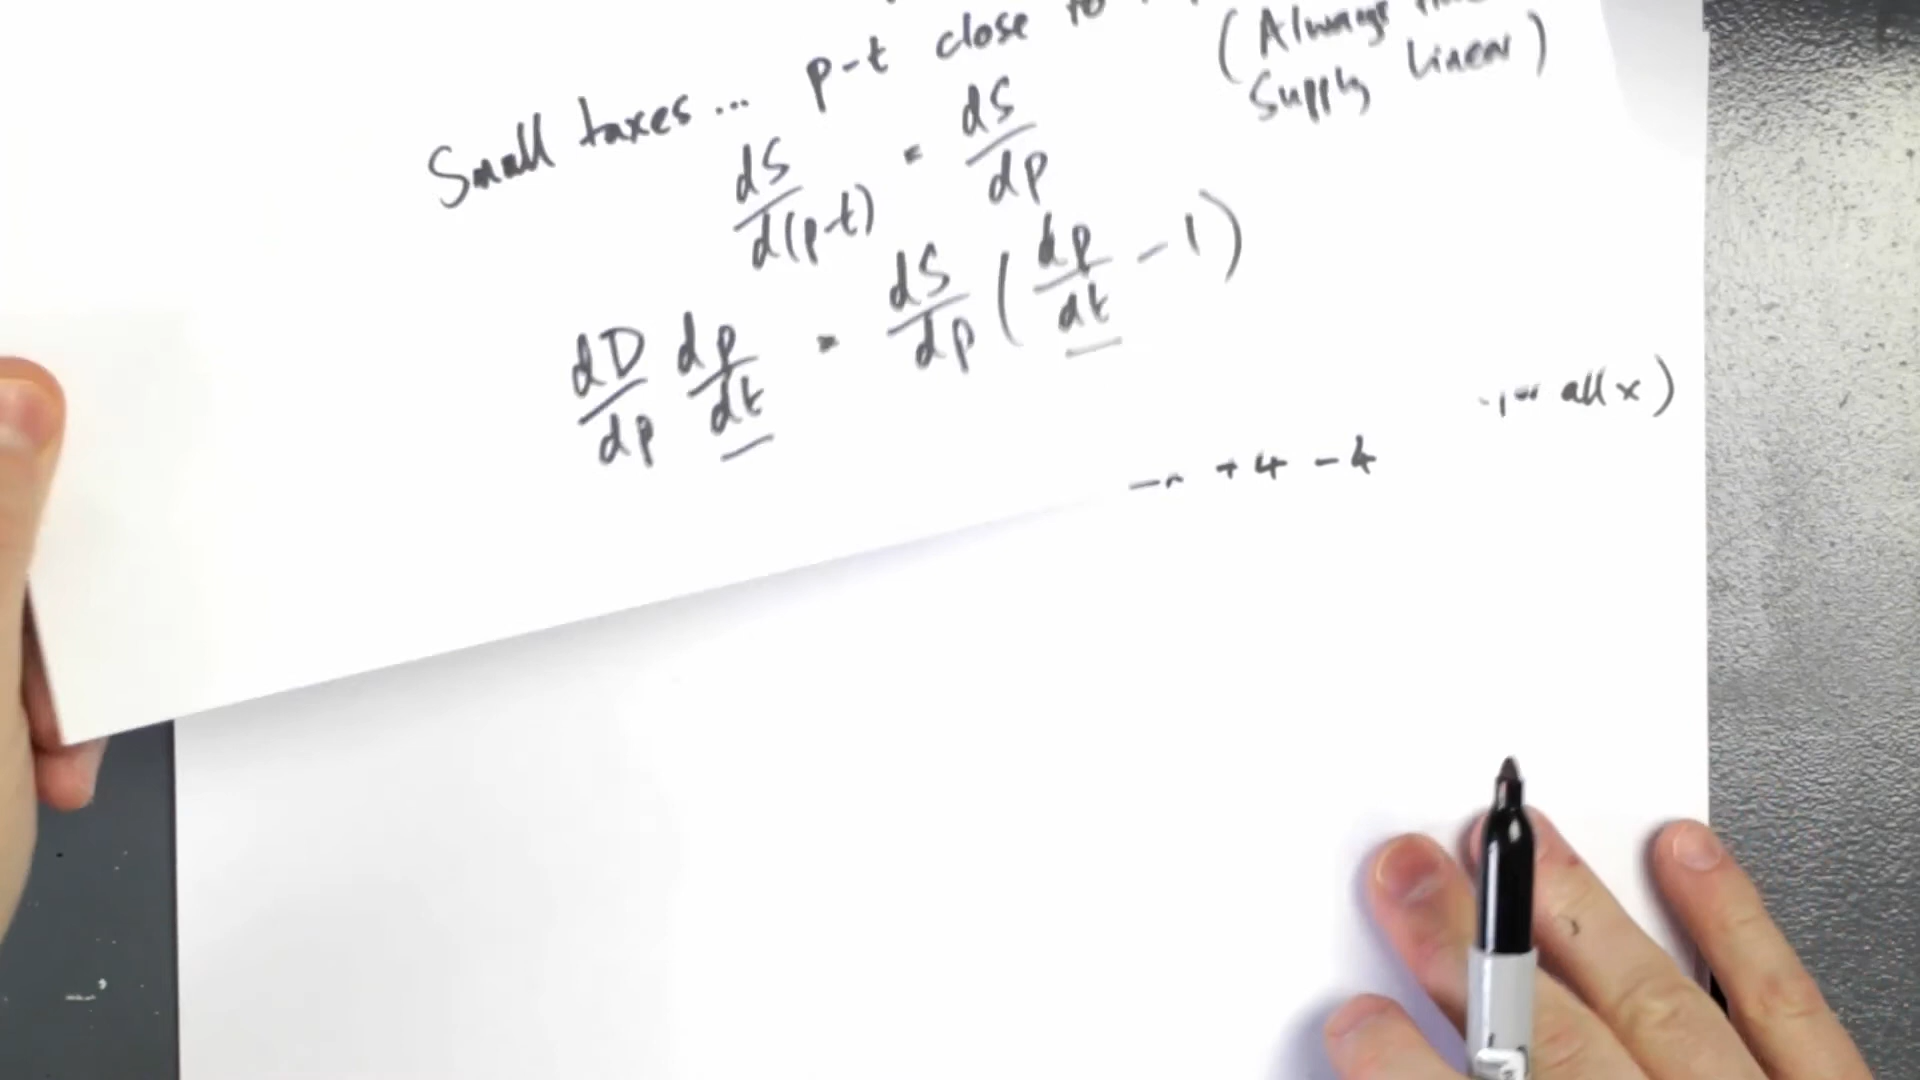 Small taxes... p-t close to
(Always
Supply linear)
dS/d(p-t) = dS/dp
dD/dp dp/dt = dS/dp (dp/dt - 1)
all x)
+ 4 - 4